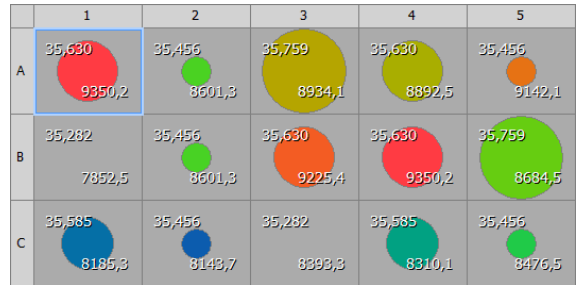 1 2 3 4 5
A 35,630 35,456 35,759 35,630 35,456
9350,2 8601,3 8934,1 8892,5 9142,1
B 35,282 35,456 35,630 35,630 35,759
7852,5 8601,3 9225,4 9350,2 8684,5
C 35,585 35,456 35,282 35,585 35,456
8185,3 8143,7 8393,3 8310,1 8476,5